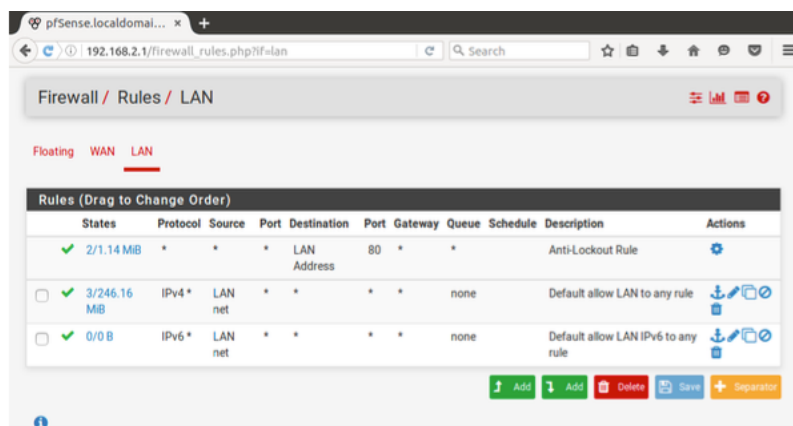 pfSense.localdomai... × +
192.168.2.1/firewall_rules.php?if=lan Search
Firewall / Rules / LAN
Floating WAN LAN
Rules (Drag to Change Order)
States Protocol Source Port Destination Port Gateway Queue Schedule Description Actions
2/1.14 MiB * * * LAN Address 80 * * Anti-Lockout Rule
3/246.16 MiB IPv4 * LAN net * * * * none Default allow LAN to any rule
0/0 B IPv6 * LAN net * * * * none Default allow LAN IPv6 to any rule
Add Add Delete Save + Separator